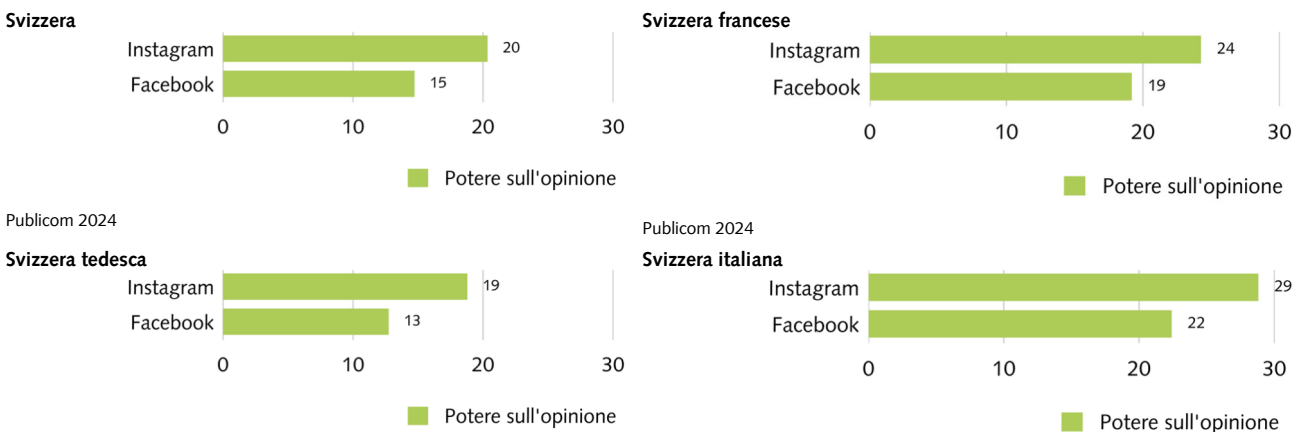 Svizzera
Instagram 20
Facebook 15
0 10 20 30
Potere sull'opinione
Publicom 2024
Svizzera francese
Instagram 24
Facebook 19
0 10 20 30
Potere sull'opinione
Publicom 2024
Svizzera tedesca
Instagram 19
Facebook 13
0 10 20 30
Potere sull'opinione
Svizzera italiana
Instagram 29
Facebook 22
0 10 20 30
Potere sull'opinione